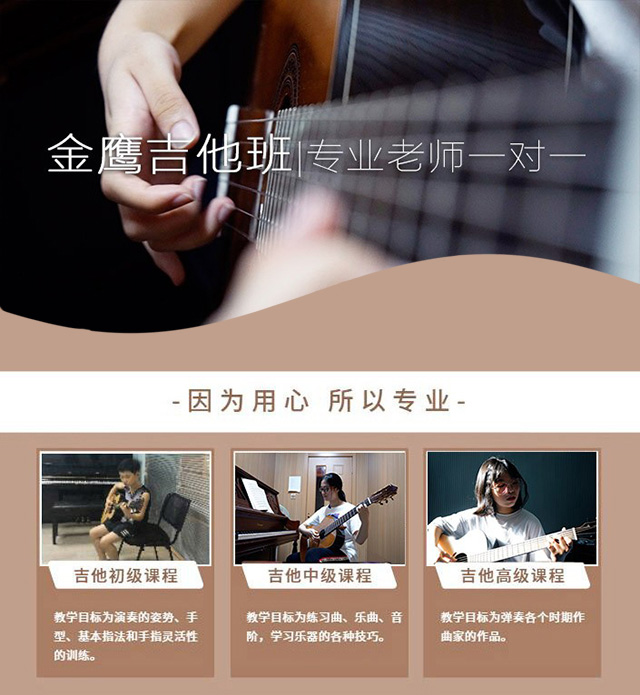 金鹰吉他班|专业老师一对一
-因为用心 所以专业-
吉他初级课程
教学目标为演奏的姿势、手
型、基本指法和手指灵活性
的训练。
吉他中级课程
教学目标为练习曲、乐曲、音
阶，学习乐器的各种技巧。
吉他高级课程
教学目标为弹奏各个时期作
曲家的作品。